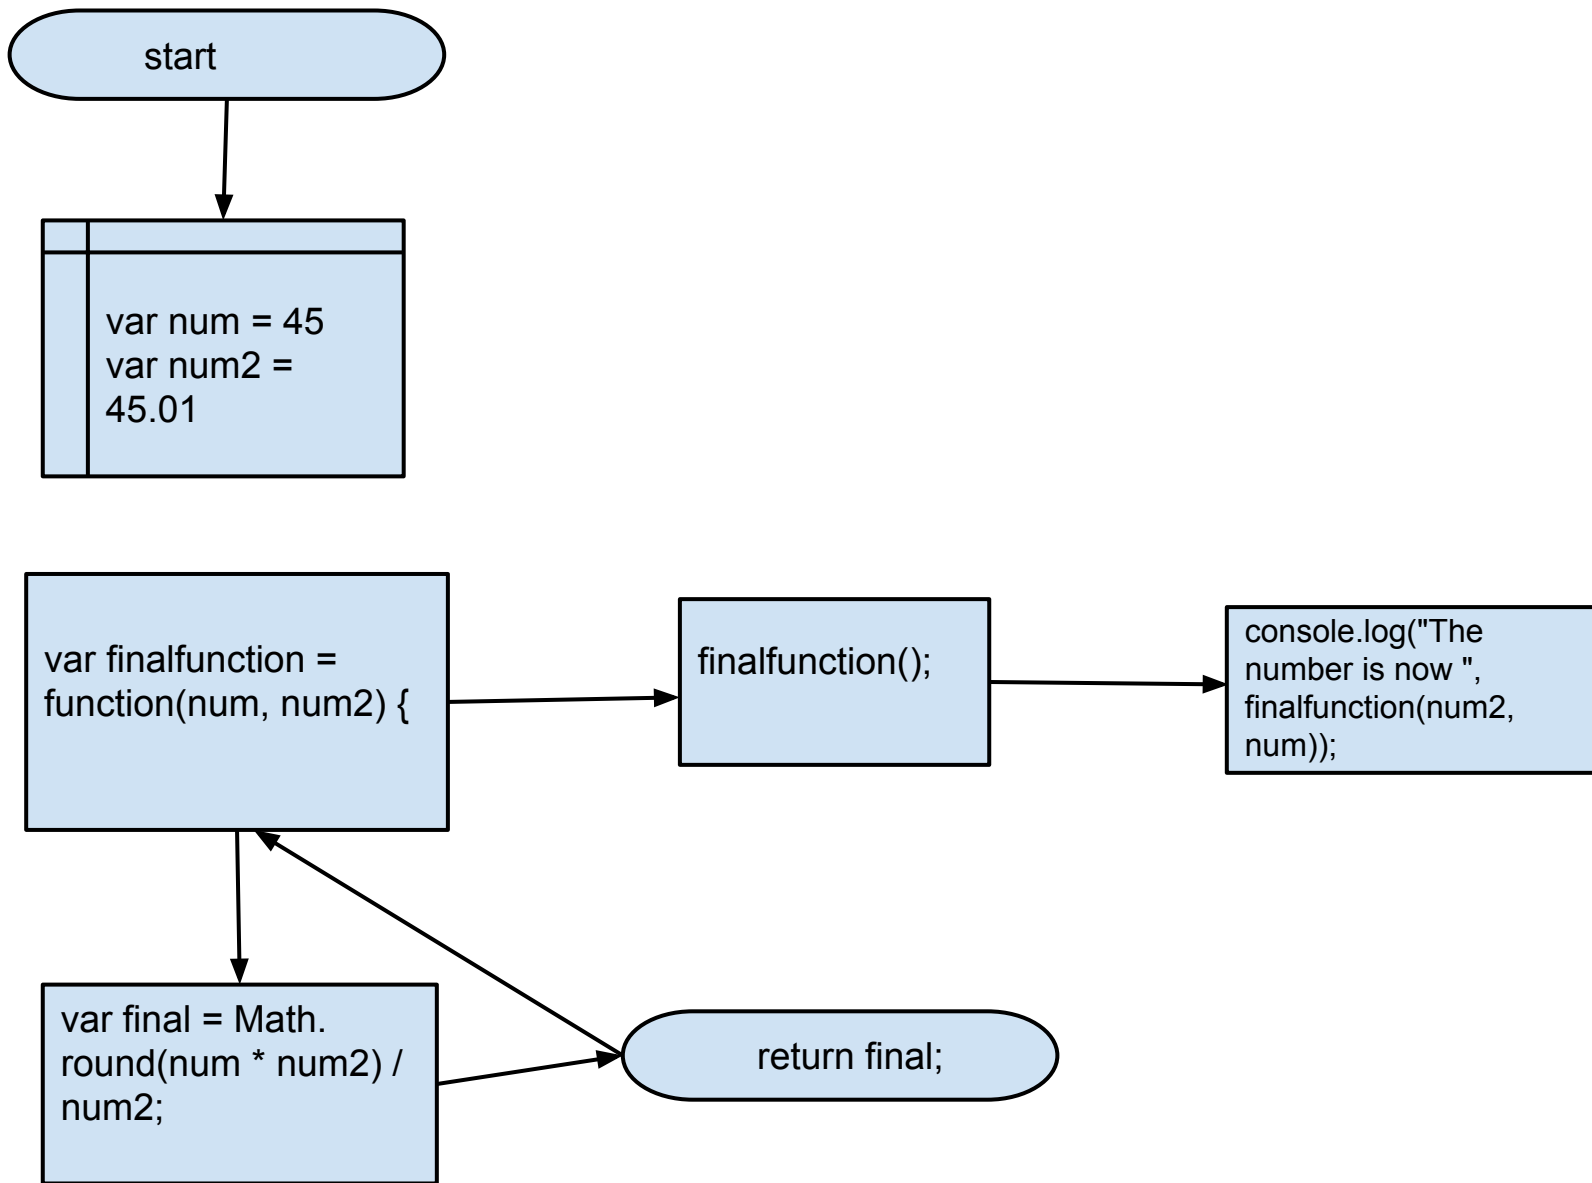 start
var num = 45
var num2 =
45.01
var finalfunction =
function(num, num2) {
finalfunction();
console.log("The
number is now ",
finalfunction(num2,
num));
var final = Math.
round(num * num2) /
num2;
return final;